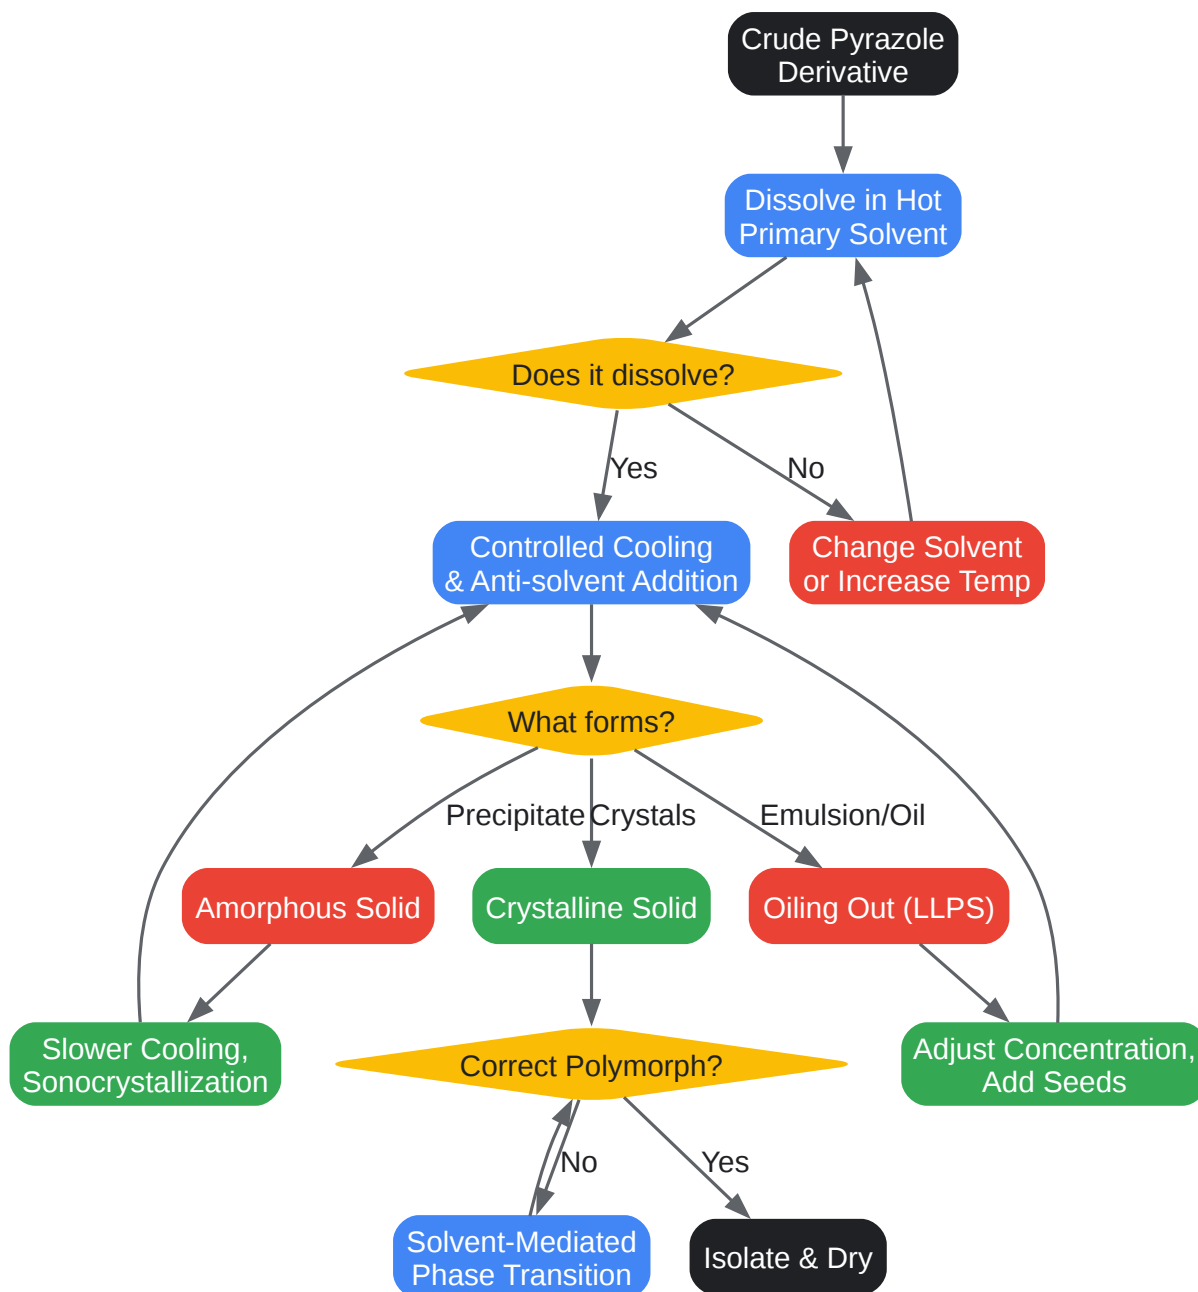 Crude Pyrazole
Derivative
Dissolve in Hot
Primary Solvent
Does it dissolve?
Yes
No
Controlled Cooling
& Anti-solvent Addition
Change Solvent
or Increase Temp
What forms?
Precipitate
Crystals
Emulsion/Oil
Amorphous Solid
Crystalline Solid
Oiling Out (LLPS)
Slower Cooling,
Sonocrystallization
Correct Polymorph?
Adjust Concentration,
Add Seeds
No
Yes
Solvent-Mediated
Phase Transition
Isolate & Dry